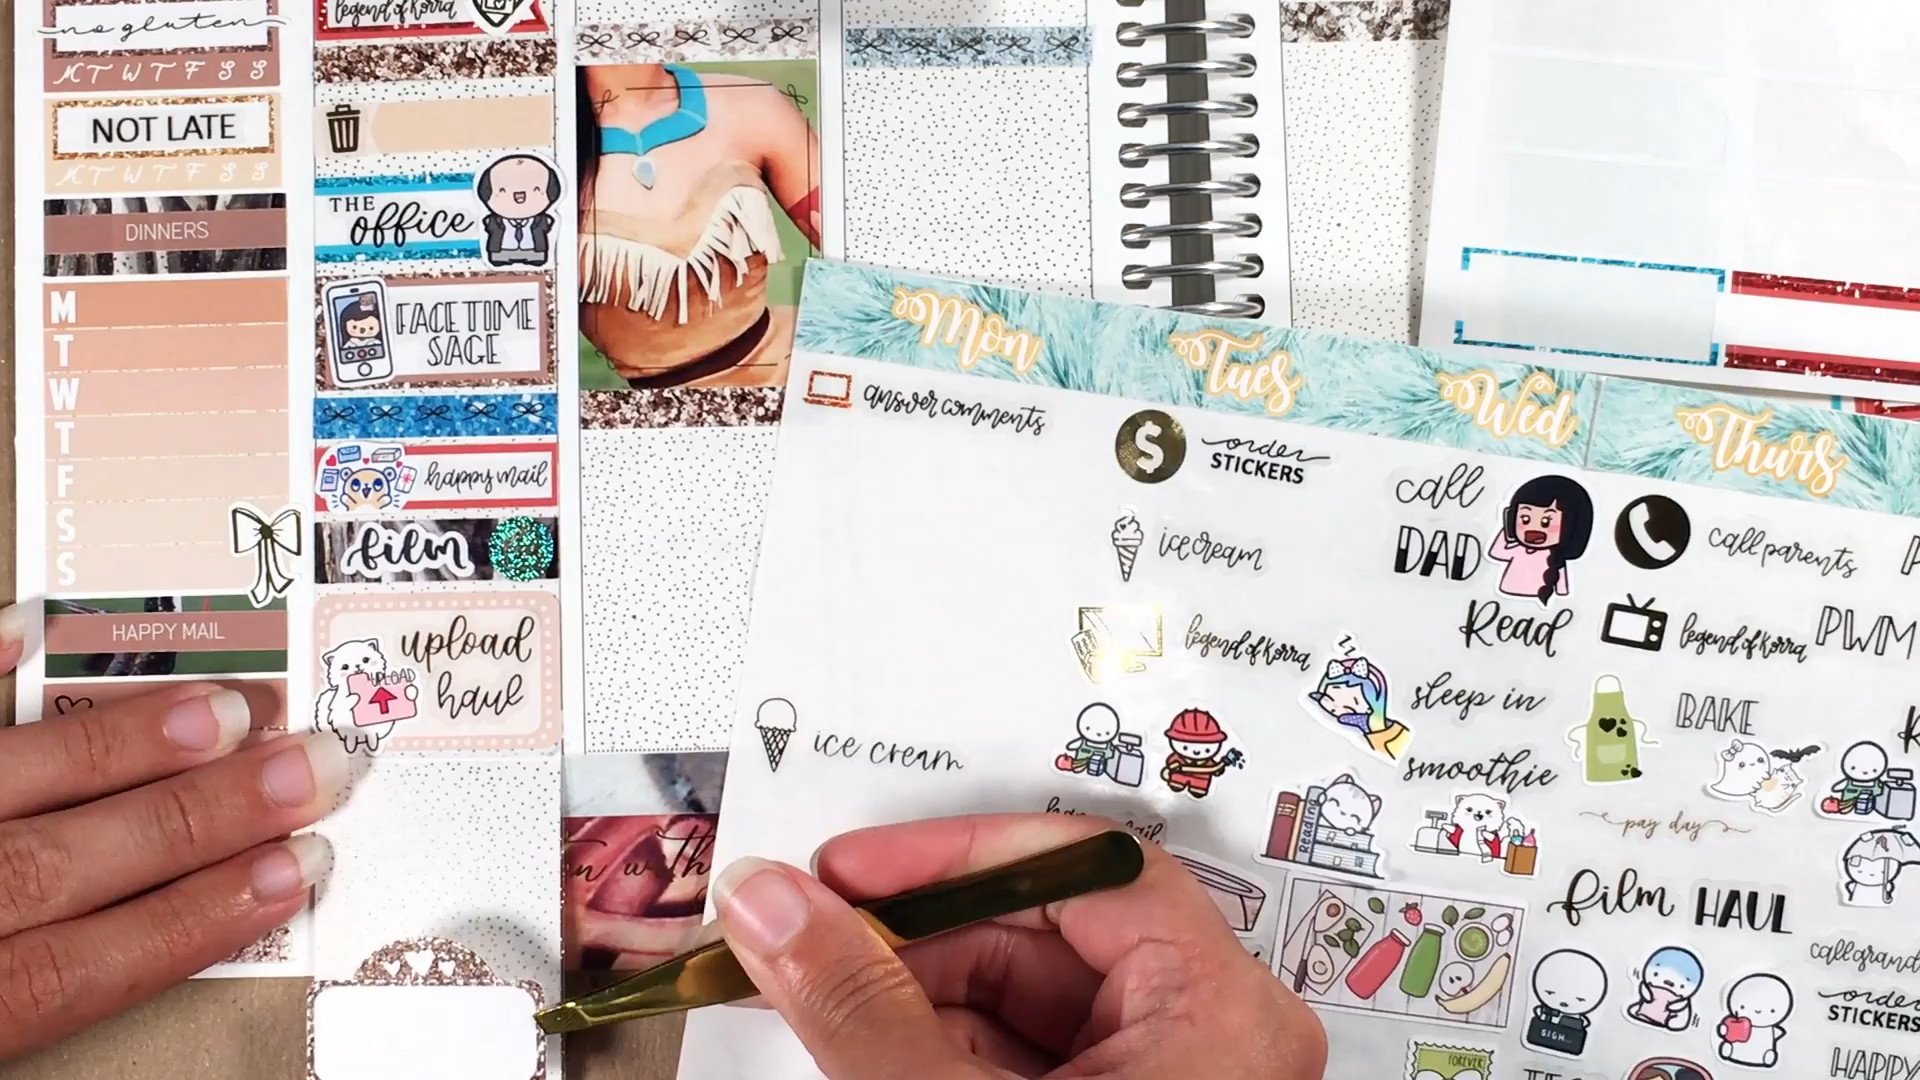 no gluten
M T W T F S S
NOT LATE
M T W T F S S
DINNERS
M
T
W
T
F
S
S
HAPPY MAIL
legend of Korra
THE
office
FACETIME
SAGE
happy mail
film
upload
UPLOAD
haul
with
Mon
Tues
Wed
Thurs
answer comments
$
order
STICKERS
call
DAD
call parents
ice cream
Read
legend of Korra
legend of Korra
PWM
sleep in
BAKE
ice cream
smoothie
Reading
pay day
film HAUL
call grand
order
STICKERS
SIGH...
FOREVER
HAPPY